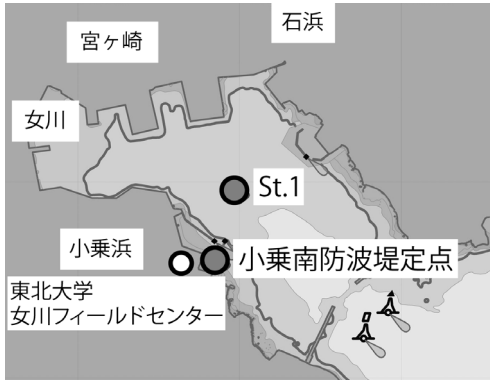 石浜
宮ヶ崎
女川
St.1
小乗浜
小乗南防波堤定点
東北大学
女川フィールドセンター